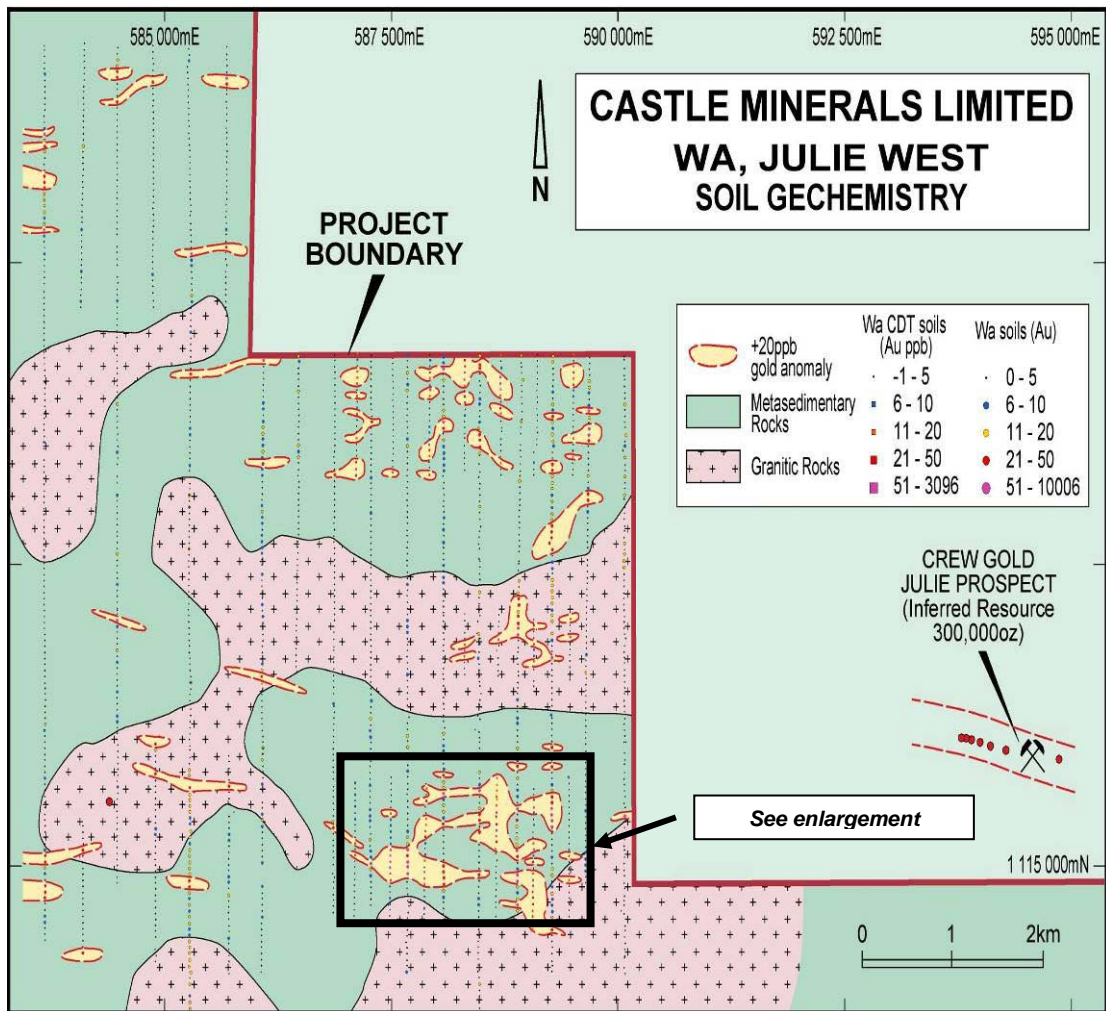 585 000mE 587 500mE 590 000mE 592 500mE 595 000mE
CASTLE MINERALS LIMITED
WA, JULIE WEST
SOIL GECHEMISTRY
N
PROJECT
BOUNDARY
+20ppb
gold anomaly
Metasedimentary
Rocks
Granitic Rocks
Wa CDT soils
(Au ppb)
-1 - 5
6 - 10
11 - 20
21 - 50
51 - 3096
Wa soils (Au)
0 - 5
6 - 10
11 - 20
21 - 50
51 - 10006
CREW GOLD
JULIE PROSPECT
(Inferred Resource
300,000oz)
See enlargement
1 115 000mN
0 1 2km